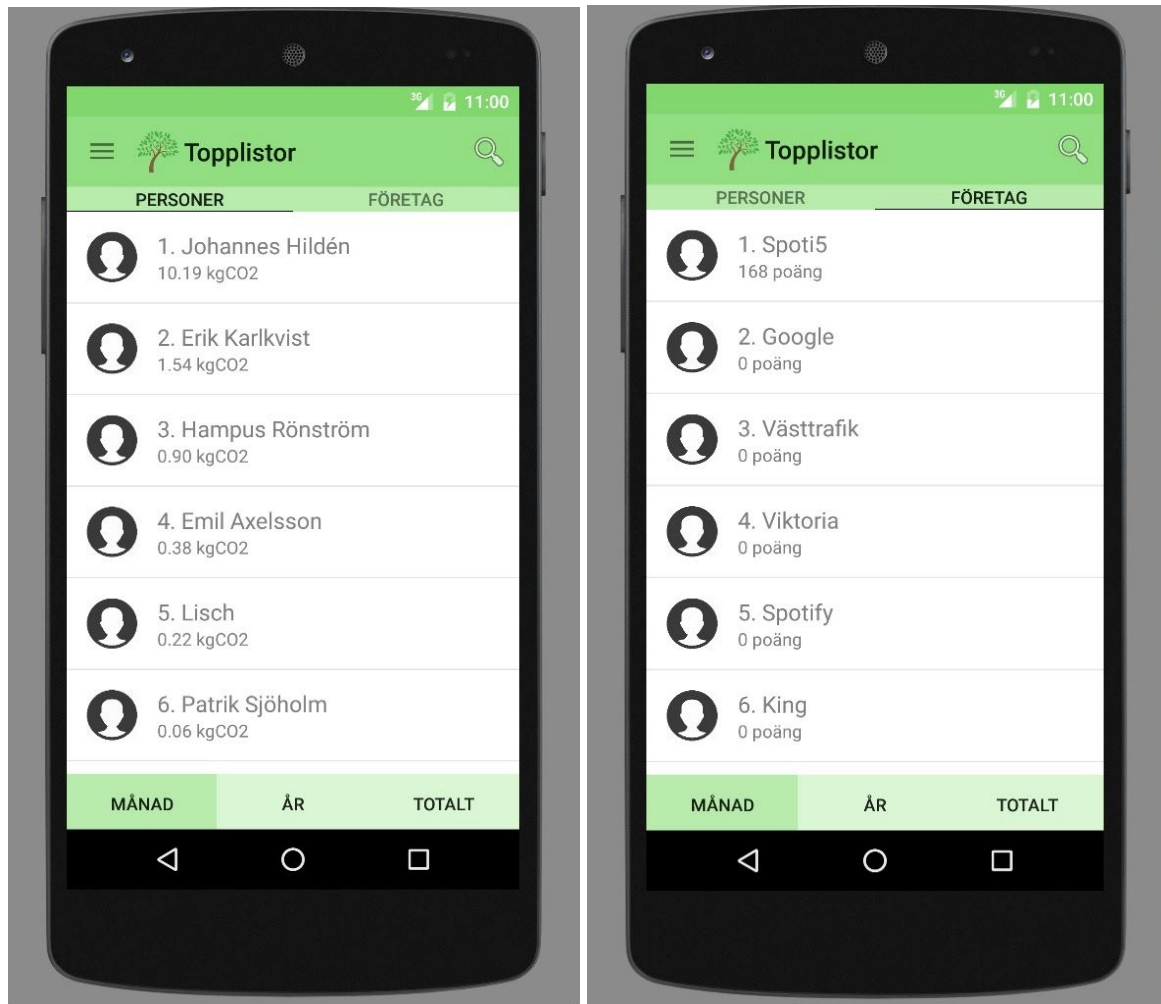 3G 11:00
Topplistor
PERSONER FÖRETAG
1. Johannes Hildén
10.19 kgCO2
2. Erik Karlkvist
1.54 kgCO2
3. Hampus Rönström
0.90 kgCO2
4. Emil Axelsson
0.38 kgCO2
5. Lisch
0.22 kgCO2
6. Patrik Sjöholm
0.06 kgCO2
MÅNAD ÅR TOTALT
3G 11:00
Topplistor
PERSONER FÖRETAG
1. Spoti5
168 poäng
2. Google
0 poäng
3. Västtrafik
0 poäng
4. Viktoria
0 poäng
5. Spotify
0 poäng
6. King
0 poäng
MÅNAD ÅR TOTALT